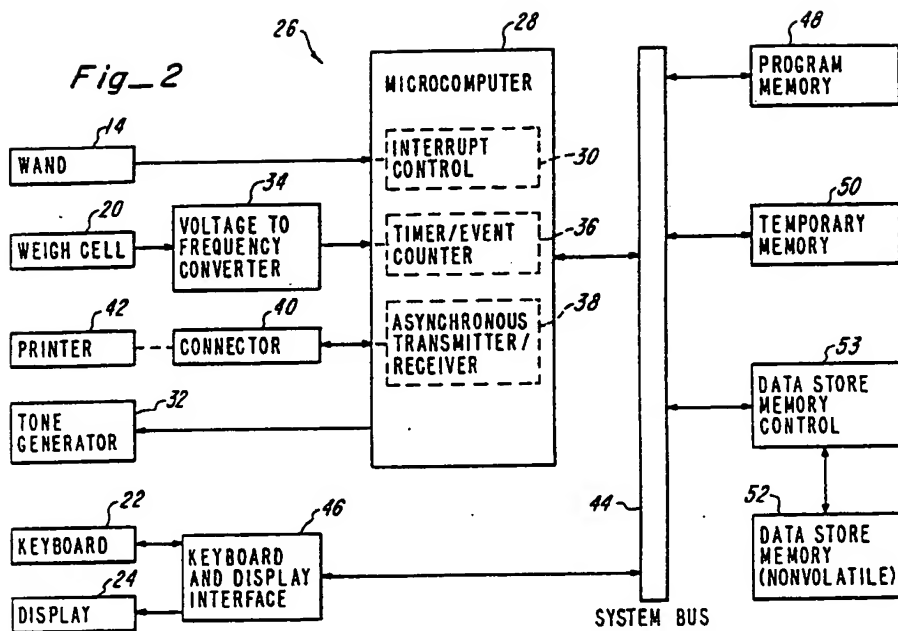 26
28
48
Fig_2
MICROCOMPUTER
PROGRAM
MEMORY
14
WAND
INTERRUPT
CONTROL
30
34
20
WEIGH CELL
VOLTAGE TO
FREQUENCY
CONVERTER
TIMER/EVENT
COUNTER
36
50
TEMPORARY
MEMORY
42
PRINTER
40
CONNECTOR
ASYNCHRONOUS
TRANSMITTER/
RECEIVER
38
53
DATA STORE
MEMORY
CONTROL
32
TONE
GENERATOR
22
KEYBOARD
46
KEYBOARD
AND DISPLAY
INTERFACE
44
52
DATA STORE
MEMORY
(NONVOLATILE)
24
DISPLAY
SYSTEM BUS